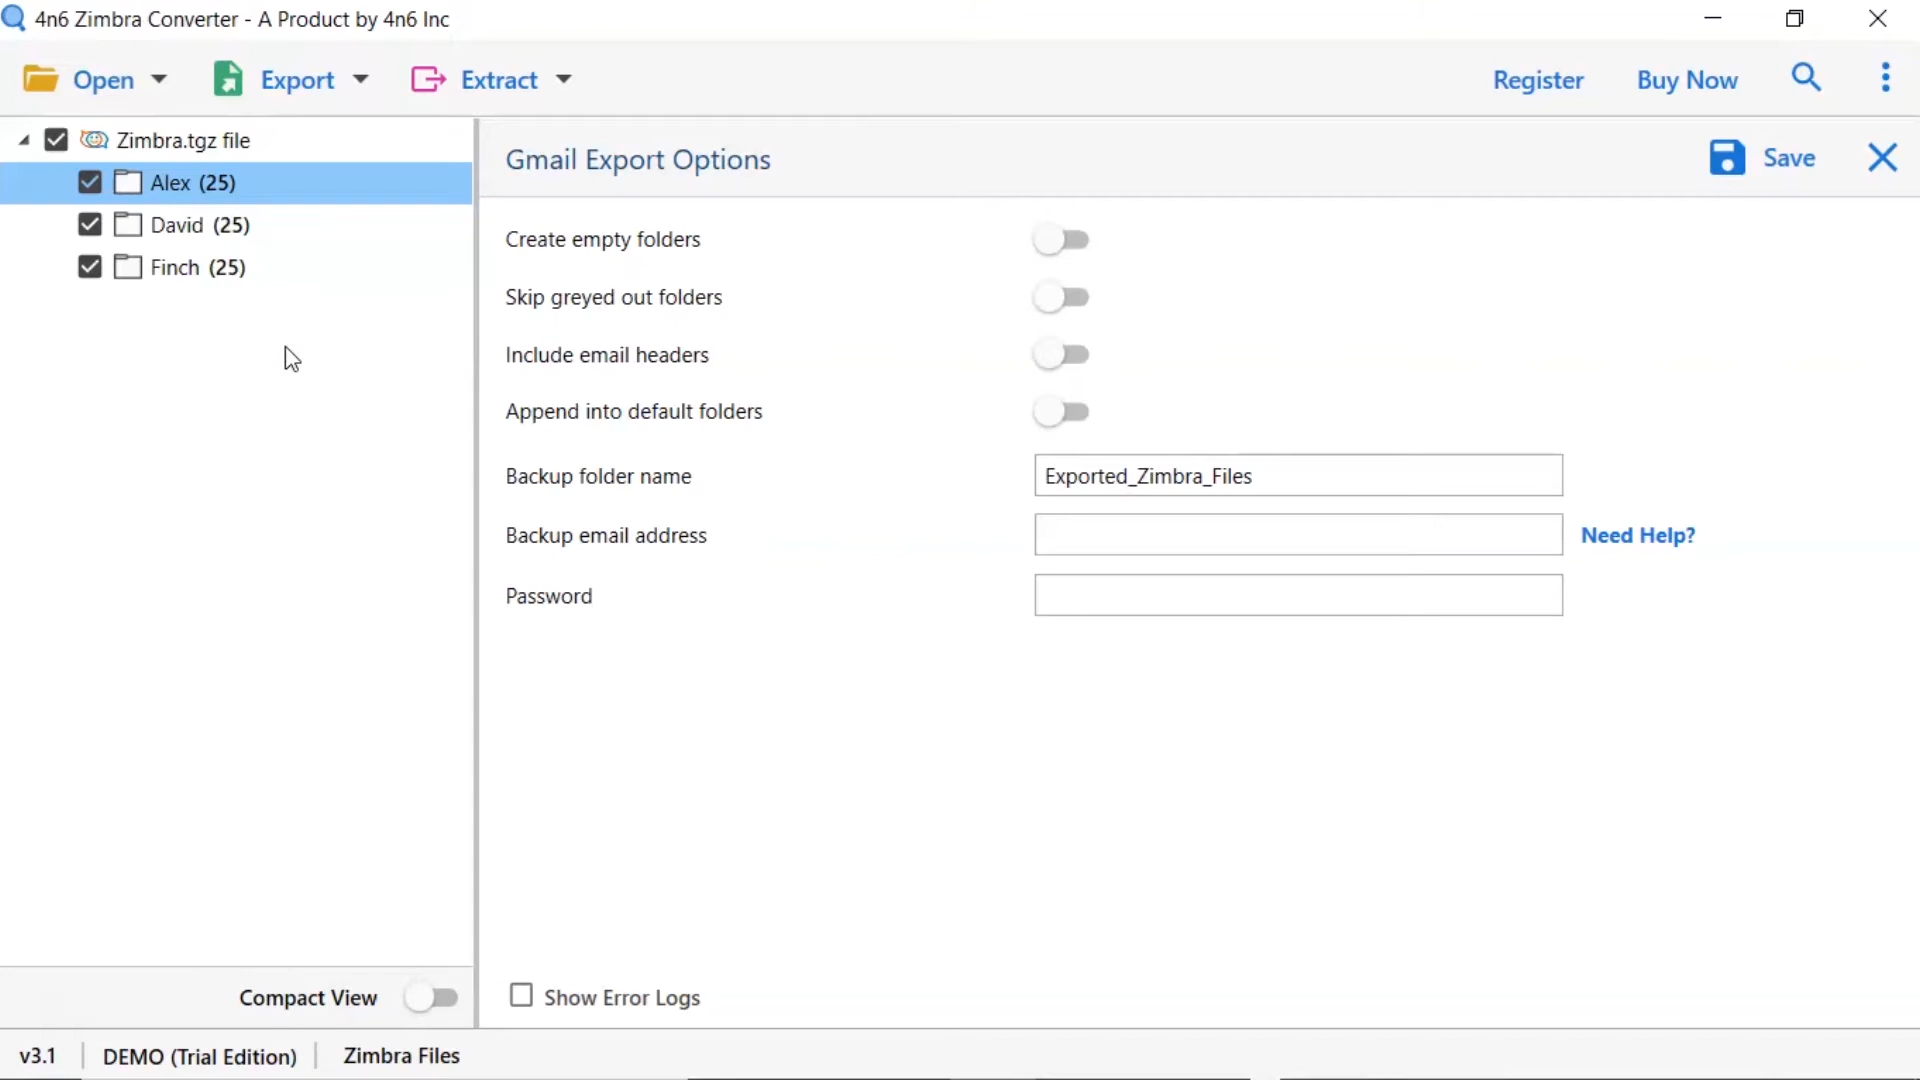 4n6 Zimbra Converter - A Product by 4n6 Inc
Open Export Extract Register Buy Now
Zimbra.tgz file
Alex (25)
David (25)
Finch (25)
Gmail Export Options Save
Create empty folders
Skip greyed out folders
Include email headers
Append into default folders
Backup folder name Exported_Zimbra_Files
Backup email address Need Help?
Password
Compact View
Show Error Logs
v3.1 DEMO (Trial Edition) Zimbra Files